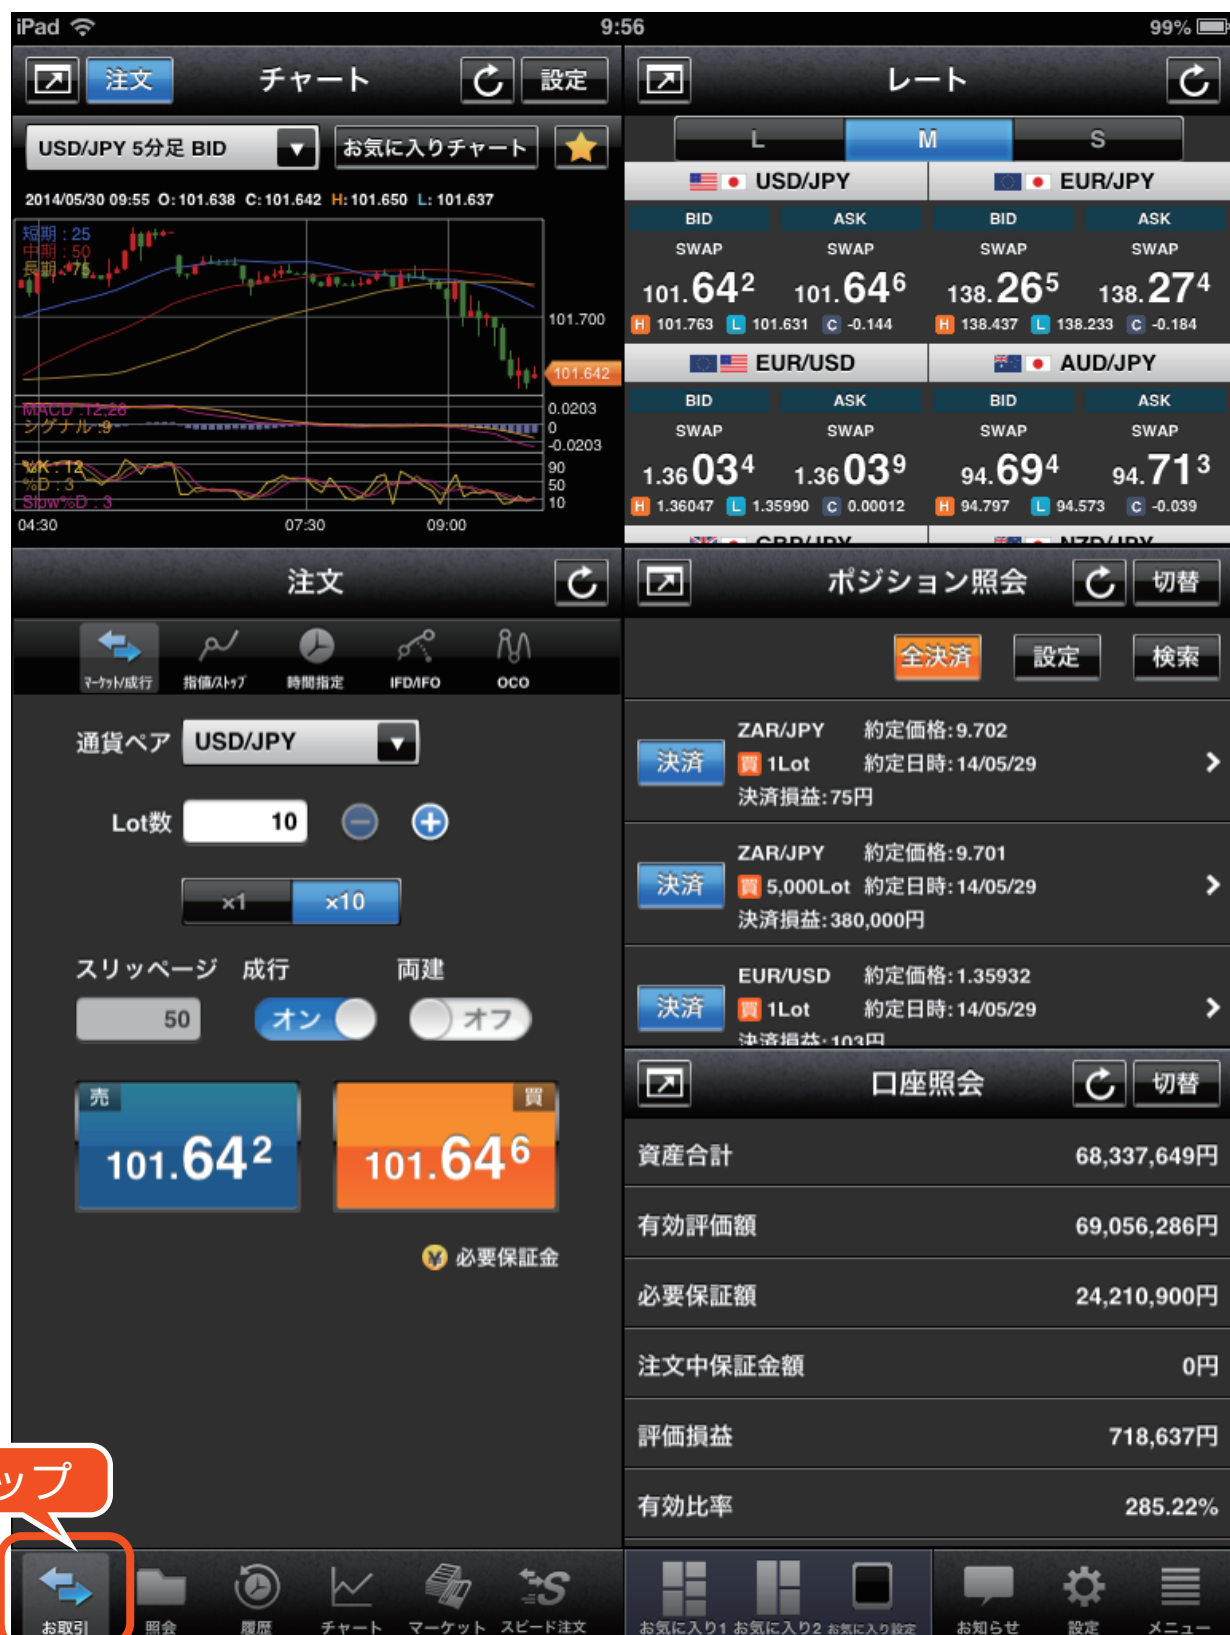 iPad 9:56 99%
注文 チャート 設定
USD/JPY 5分足 BID お気に入りチャート
2014/05/30 09:55 O:101.638 C:101.642 H:101.650 L:101.637
短期:25
中期:50
長期:75
101.700
101.642
MACD:12,26
シグナル:9
0.0203
0
-0.0203
%K:12
%D:3
Slow%D:3
90
50
10
04:30 07:30 09:00
レート
L M S
USD/JPY EUR/JPY
BID ASK BID ASK
SWAP SWAP SWAP SWAP
101.642 101.646 138.265 138.274
H 101.763 L 101.631 C -0.144 H 138.437 L 138.233 C -0.184
EUR/USD AUD/JPY
BID ASK BID ASK
SWAP SWAP SWAP SWAP
1.36034 1.36039 94.694 94.713
H 1.36047 L 1.35990 C 0.00012 H 94.797 L 94.573 C -0.039
GBP/JPY NZD/JPY
注文
マーケット/成行 指値/ストップ 時間指定 IFD/IFO OCO
通貨ペア USD/JPY
Lot数 10
×1 ×10
スリッページ 成行 両建
50 オン オフ
売 買
101.642 101.646
¥ 必要保証金
ポジション照会 切替
全決済 設定 検索
ZAR/JPY 約定価格:9.702
決済 買 1Lot 約定日時:14/05/29
決済損益:75円
ZAR/JPY 約定価格:9.701
決済 買 5,000Lot 約定日時:14/05/29
決済損益:380,000円
EUR/USD 約定価格:1.35932
決済 買 1Lot 約定日時:14/05/29
決済損益:103円
口座照会 切替
資産合計 68,337,649円
有効評価額 69,056,286円
必要保証額 24,210,900円
注文中保証金額 0円
評価損益 718,637円
有効比率 285.22%
ップ
お取引 照会 履歴 チャート マーケット スピード注文 お気に入り1 お気に入り2 お気に入り設定 お知らせ 設定 メニュー